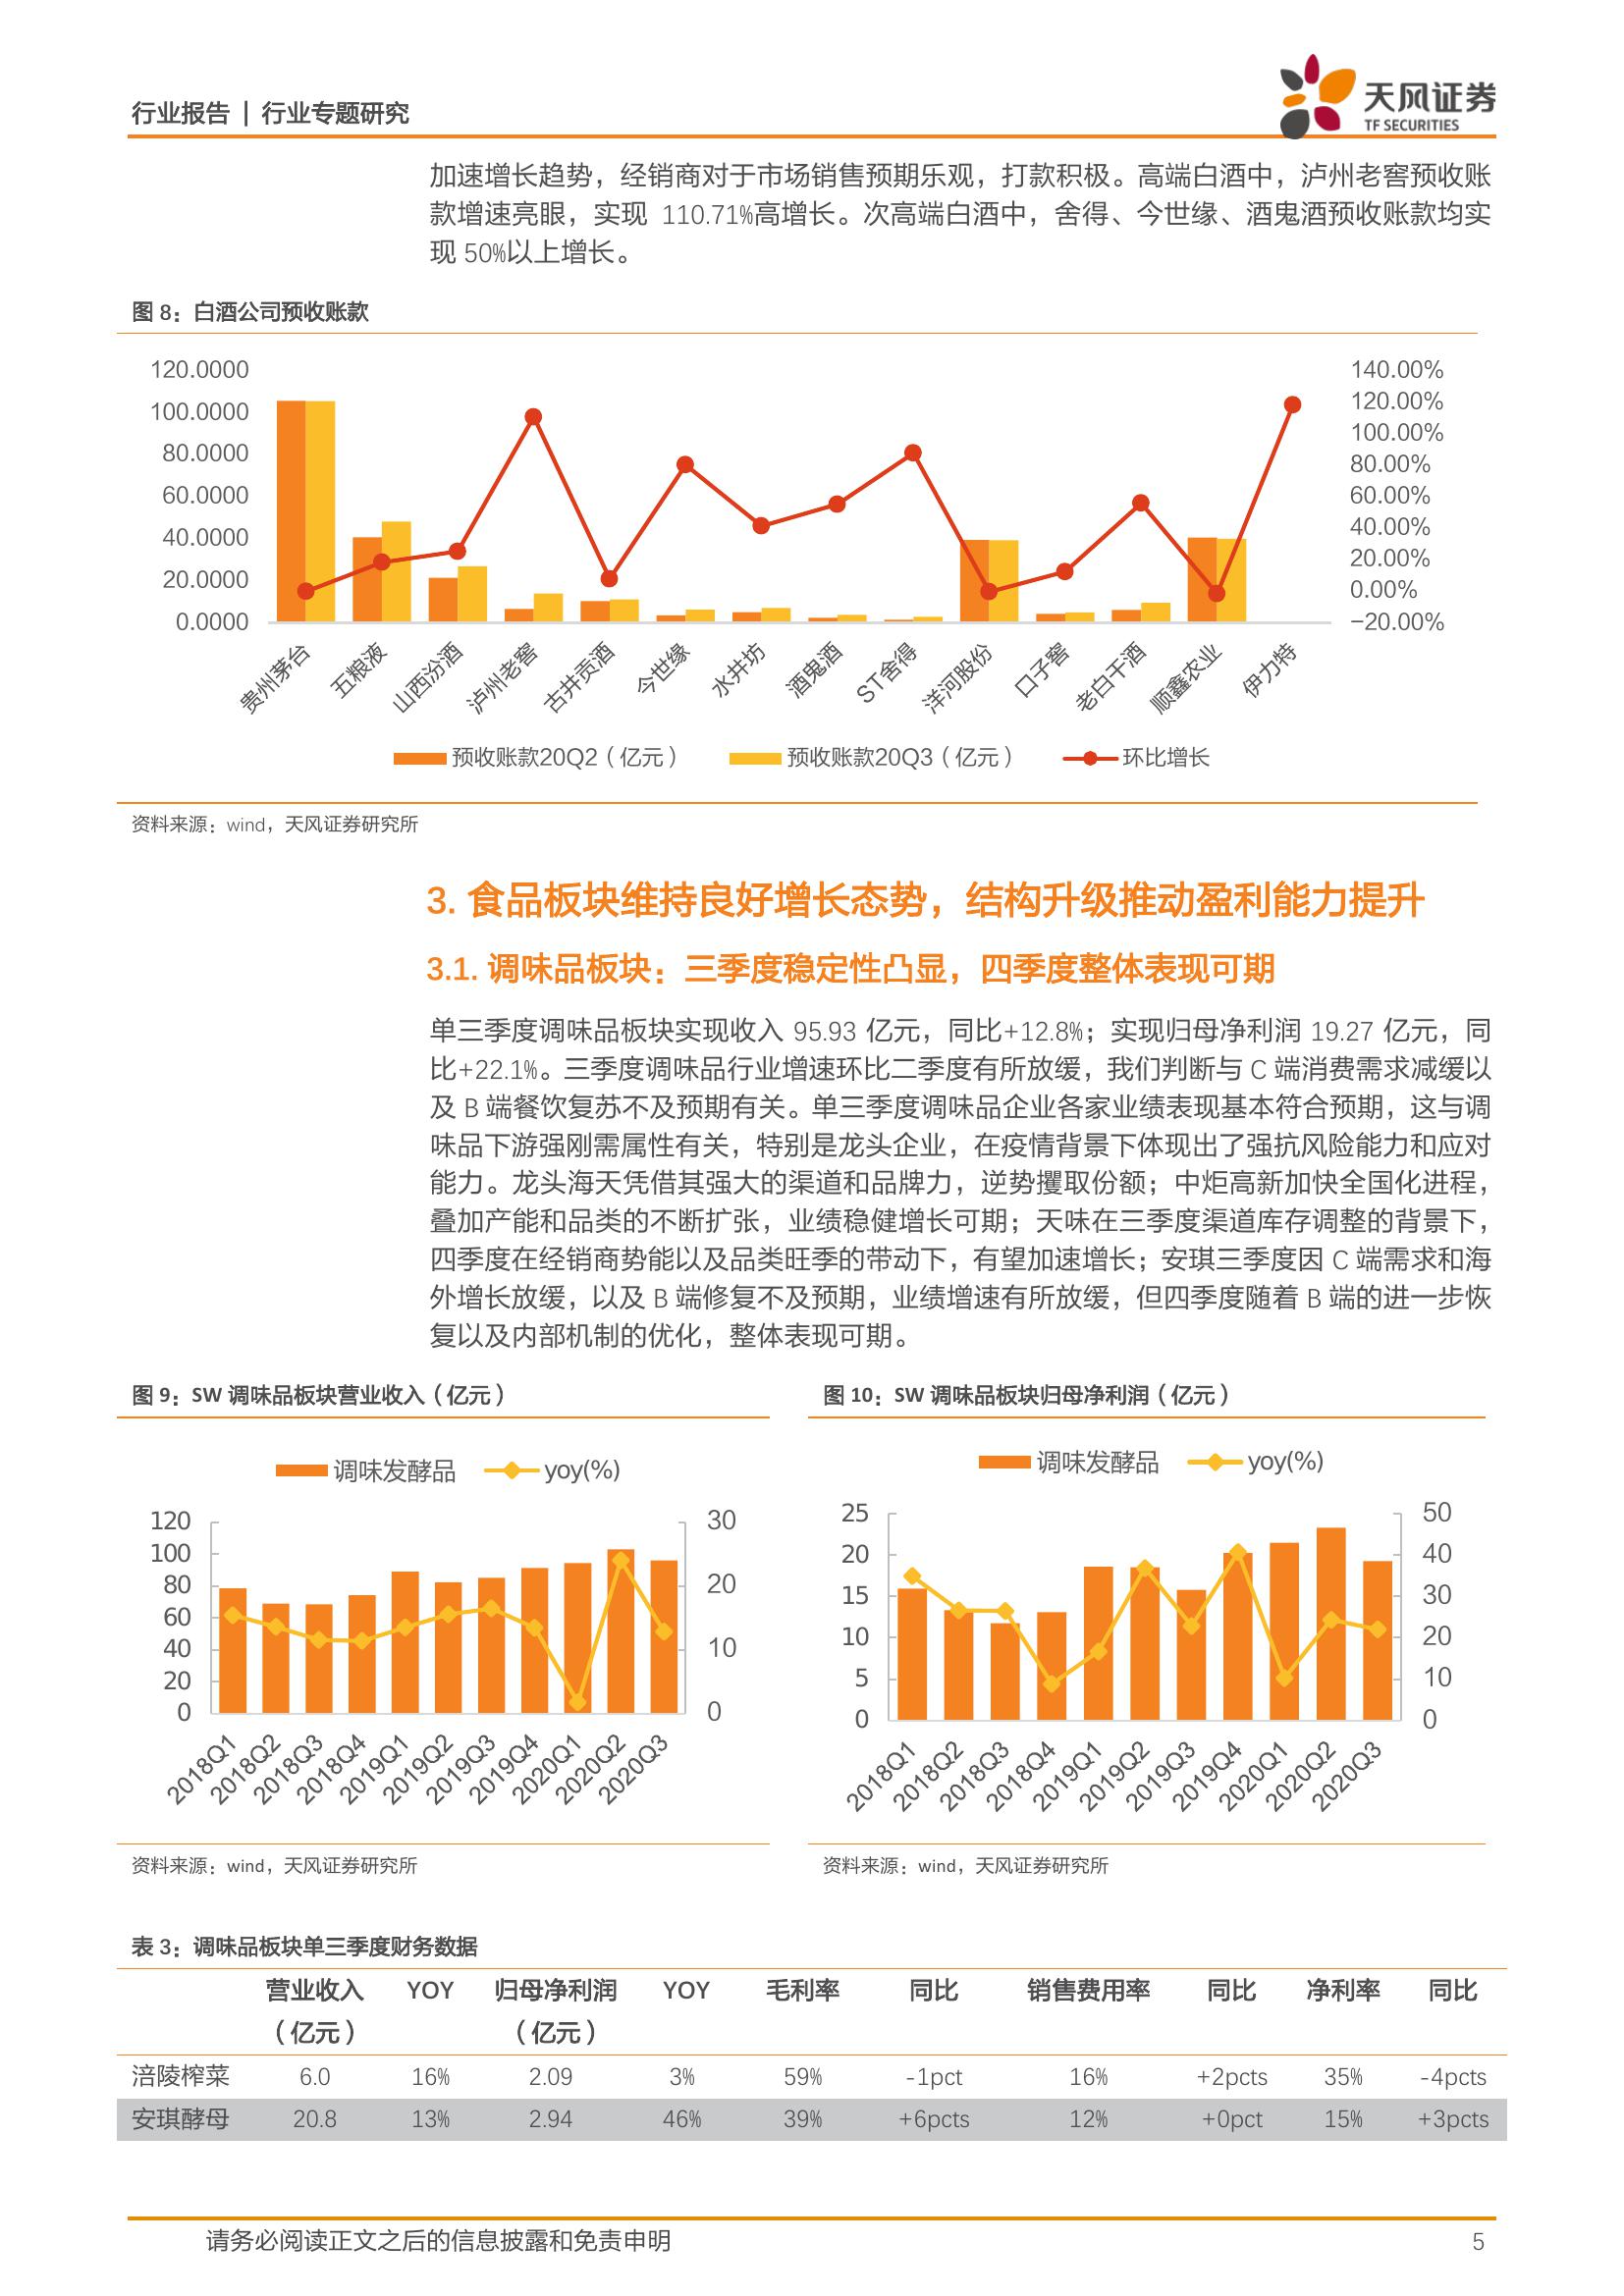 行业报告 | 行业专题研究
天风证券
TF SECURITIES
加速增长趋势，经销商对于市场销售预期乐观，打款积极。高端白酒中，泸州老窖预收账
款增速亮眼，实现 110.71%高增长。次高端白酒中，舍得、今世缘、酒鬼酒预收账款均实
现 50%以上增长。
图 8：白酒公司预收账款
120.0000
100.0000
80.0000
60.0000
40.0000
20.0000
0.0000
140.00%
120.00%
100.00%
80.00%
60.00%
40.00%
20.00%
0.00%
-20.00%
贵州茅台
五粮液
山西汾酒
泸州老窖
古井贡酒
今世缘
水井坊
酒鬼酒
ST舍得
洋河股份
口子窖
老白干酒
顺鑫农业
伊力特
预收账款20Q2（亿元） 预收账款20Q3（亿元） 环比增长
资料来源：wind，天风证券研究所
3. 食品板块维持良好增长态势，结构升级推动盈利能力提升
3.1. 调味品板块：三季度稳定性凸显，四季度整体表现可期
单三季度调味品板块实现收入 95.93 亿元，同比+12.8%；实现归母净利润 19.27 亿元，同
比+22.1%。三季度调味品行业增速环比二季度有所放缓，我们判断与 C 端消费需求减缓以
及 B 端餐饮复苏不及预期有关。单三季度调味品企业各家业绩表现基本符合预期，这与调
味品下游强刚需属性有关，特别是龙头企业，在疫情背景下体现出了强抗风险能力和应对
能力。龙头海天凭借其强大的渠道和品牌力，逆势攫取份额；中炬高新加快全国化进程，
叠加产能和品类的不断扩张，业绩稳健增长可期；天味在三季度渠道库存调整的背景下，
四季度在经销商势能以及品类旺季的带动下，有望加速增长；安琪三季度因 C 端需求和海
外增长放缓，以及 B 端修复不及预期，业绩增速有所放缓，但四季度随着 B 端的进一步恢
复以及内部机制的优化，整体表现可期。
图 9：SW 调味品板块营业收入（亿元）
调味发酵品 yoy(%)
120
100
80
60
40
20
0
30
20
10
0
2018Q1
2018Q2
2018Q3
2018Q4
2019Q1
2019Q2
2019Q3
2019Q4
2020Q1
2020Q2
2020Q3
资料来源：wind，天风证券研究所
图 10：SW 调味品板块归母净利润（亿元）
调味发酵品 yoy(%)
25
20
15
10
5
0
50
40
30
20
10
0
2018Q1
2018Q2
2018Q3
2018Q4
2019Q1
2019Q2
2019Q3
2019Q4
2020Q1
2020Q2
2020Q3
资料来源：wind，天风证券研究所
表 3：调味品板块单三季度财务数据
营业收入 YOY 归母净利润 YOY 毛利率 同比 销售费用率 同比 净利率 同比
（亿元） （亿元）
涪陵榨菜 6.0 16% 2.09 3% 59% -1pct 16% +2pcts 35% -4pcts
安琪酵母 20.8 13% 2.94 46% 39% +6pcts 12% +0pct 15% +3pcts
请务必阅读正文之后的信息披露和免责申明 5